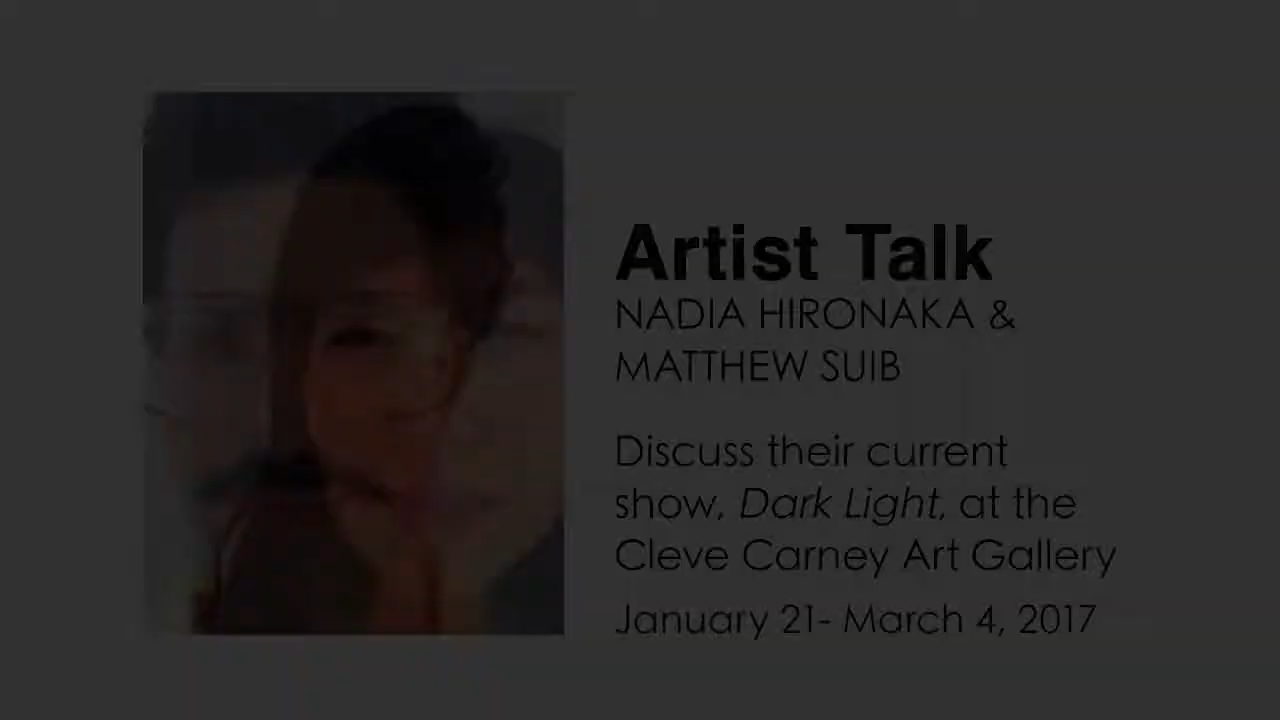 Artist Talk
NADIA HIRONAKA &
MATTHEW SUIB
Discuss their current
show, Dark Light, at the
Cleve Carney Art Gallery
January 21- March 4, 2017